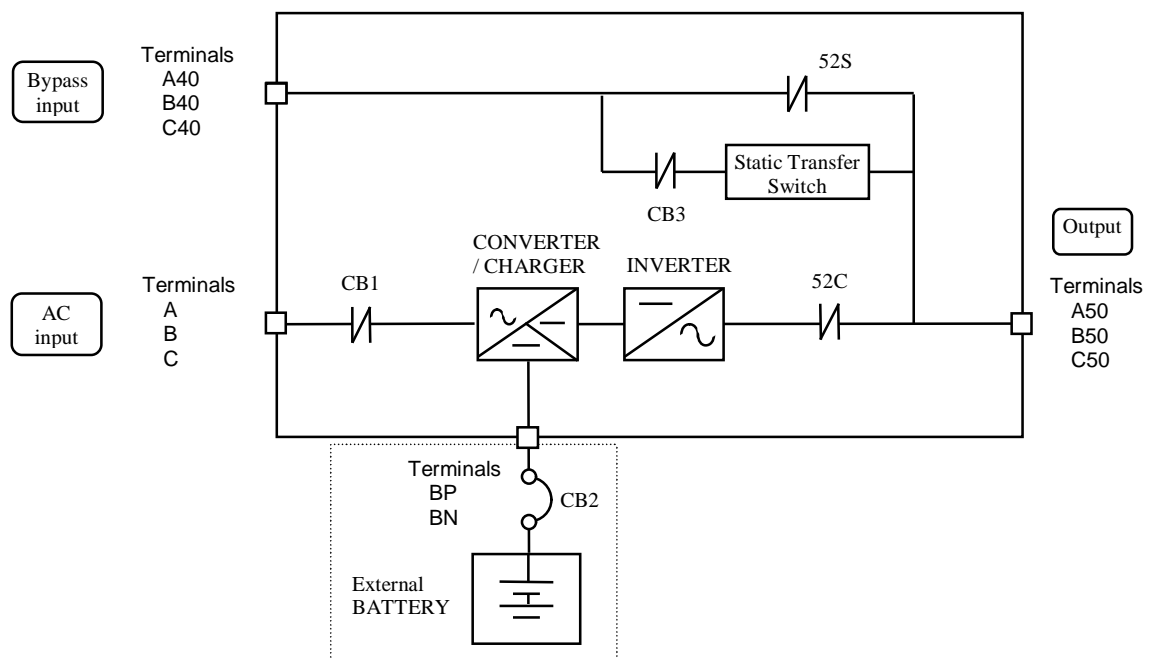 Bypass
input
Terminals
A40
B40
C40
52S
Static Transfer
Switch
CB3
Output
Terminals
A50
B50
C50
AC
input
Terminals
A
B
C
CB1
CONVERTER
/ CHARGER
INVERTER
52C
Terminals
BP
BN
CB2
External
BATTERY